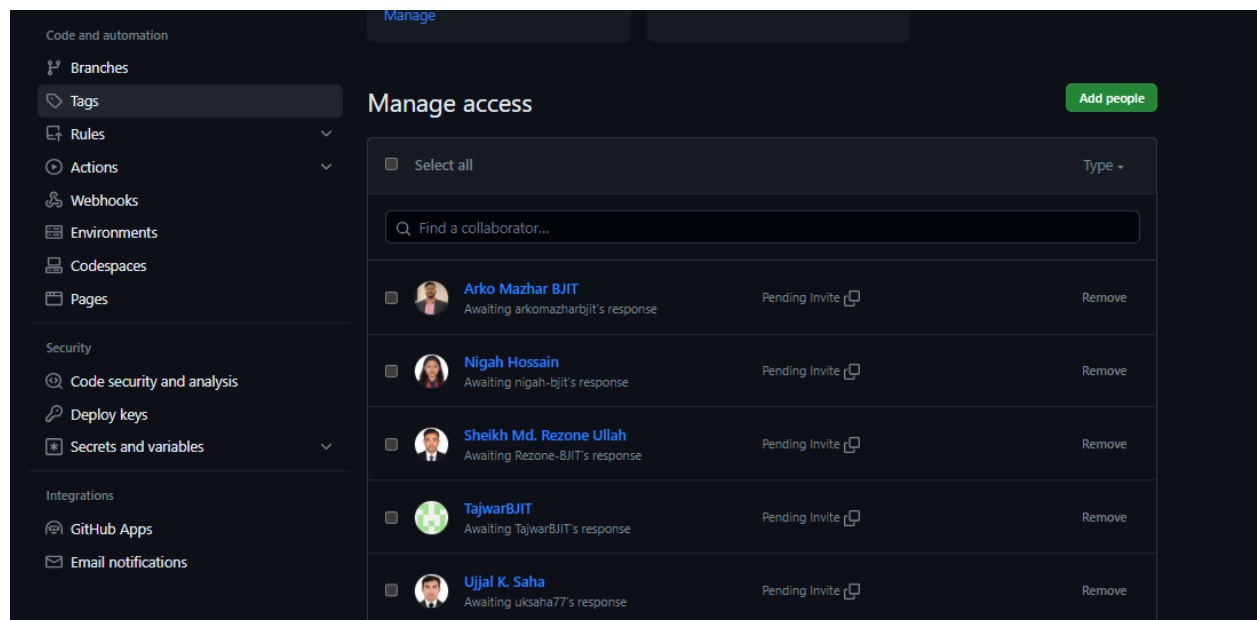 Code and automation
Branches
Tags
Rules
Actions
Webhooks
Environments
Codespaces
Pages
Security
Code security and analysis
Deploy keys
Secrets and variables
Integrations
GitHub Apps
Email notifications
Manage
Manage access
Add people
Select all
Type
Find a collaborator...
Arko Mazhar BJIT
Awaiting arkomazharbjit's response
Pending Invite
Remove
Nigah Hossain
Awaiting nigah-bjit's response
Pending Invite
Remove
Sheikh Md. Rezone Ullah
Awaiting Rezone-BJIT's response
Pending Invite
Remove
TajwarBJIT
Awaiting TajwarBJIT's response
Pending Invite
Remove
Ujjal K. Saha
Awaiting uksaha77's response
Pending Invite
Remove